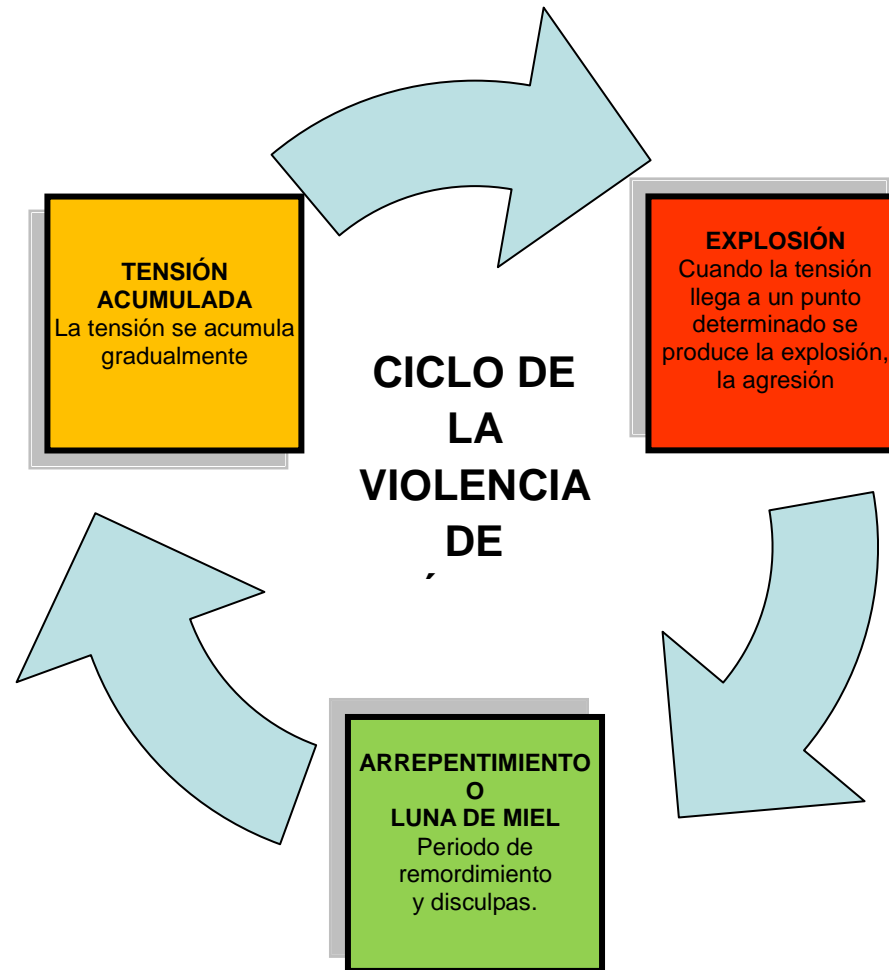 TENSIÓN
ACUMULADA
La tensión se acumula
gradualmente
EXPLOSIÓN
Cuando la tensión
llega a un punto
determinado se
produce la explosión,
la agresión
CICLO DE
LA
VIOLENCIA
DE
ARREPENTIMIENTO
O
LUNA DE MIEL
Periodo de
remordimiento
y disculpas.